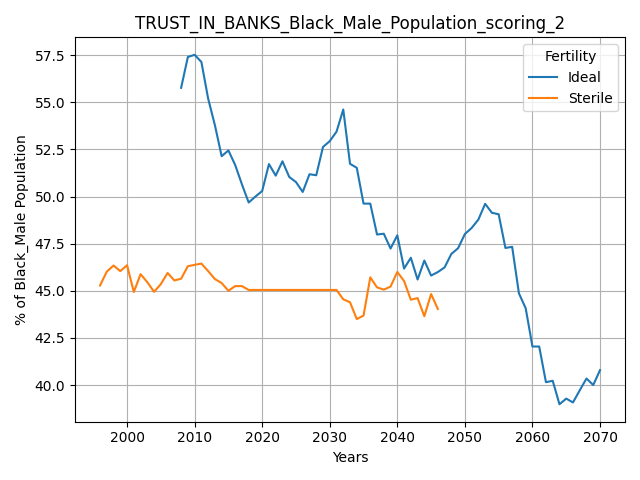 TRUST_IN_BANKS_Black_Male_Population_scoring_2
% of Black_Male Population
57.5
55.0
52.5
50.0
47.5
45.0
42.5
40.0
Fertility
Ideal
Sterile
2000 2010 2020 2030 2040 2050 2060 2070
Years